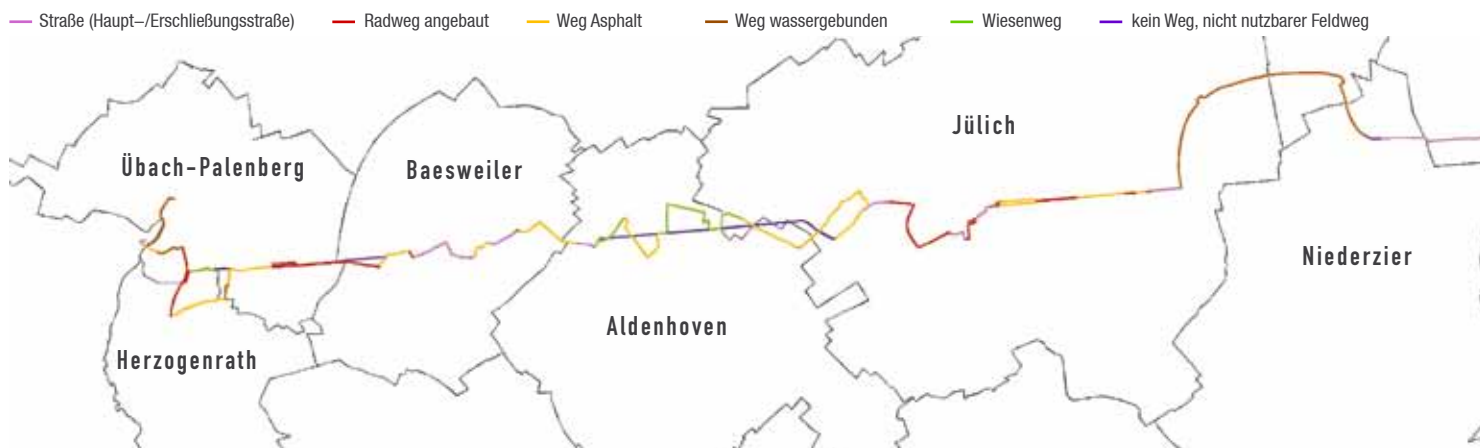 Straße (Haupt–/Erschließungsstraße) Radweg angebaut Weg Asphalt Weg wassergebunden Wiesenweg kein Weg, nicht nutzbarer Feldweg
Jülich
Übach–Palenberg
Baesweiler
Niederzier
Aldenhoven
Herzogenrath